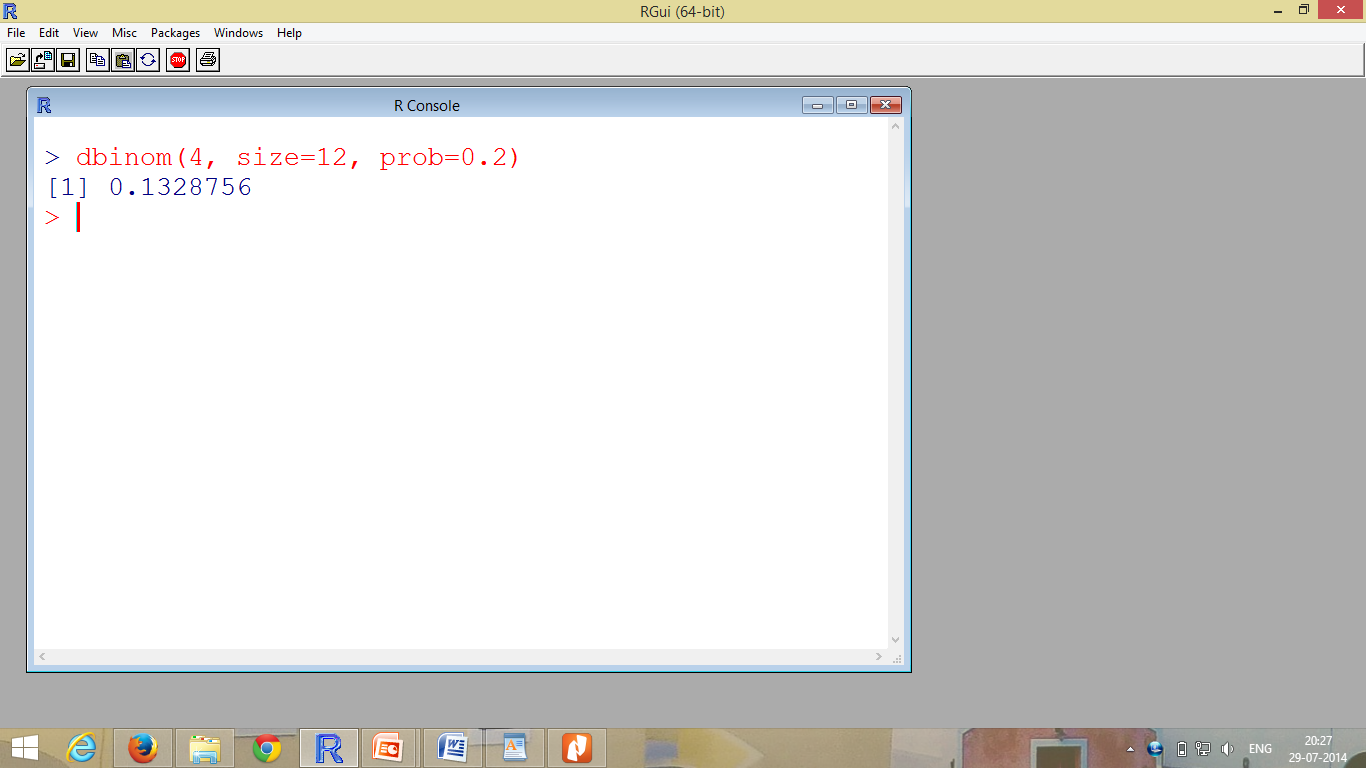 RGui (64-bit)
File Edit View Misc Packages Windows Help
STOP
R Console
> dbinom(4, size=12, prob=0.2)
[1] 0.1328756
>
ENG
20:27
29-07-2014